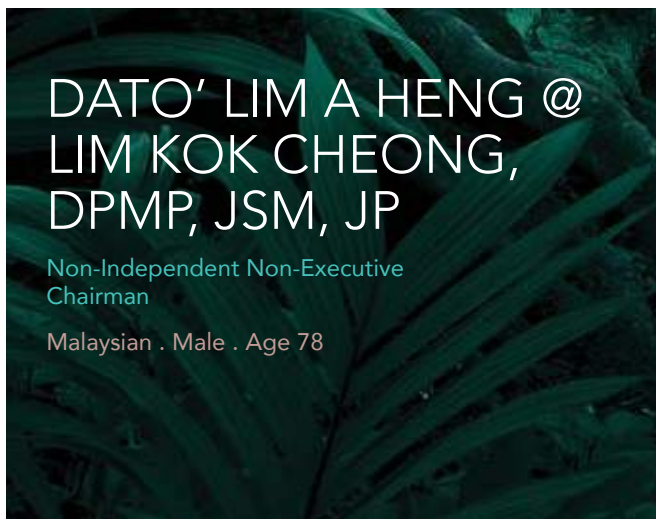 DATO’ LIM A HENG @
LIM KOK CHEONG,
DPMP, JSM, JP
Non-Independent Non-Executive
Chairman
Malaysian . Male . Age 78